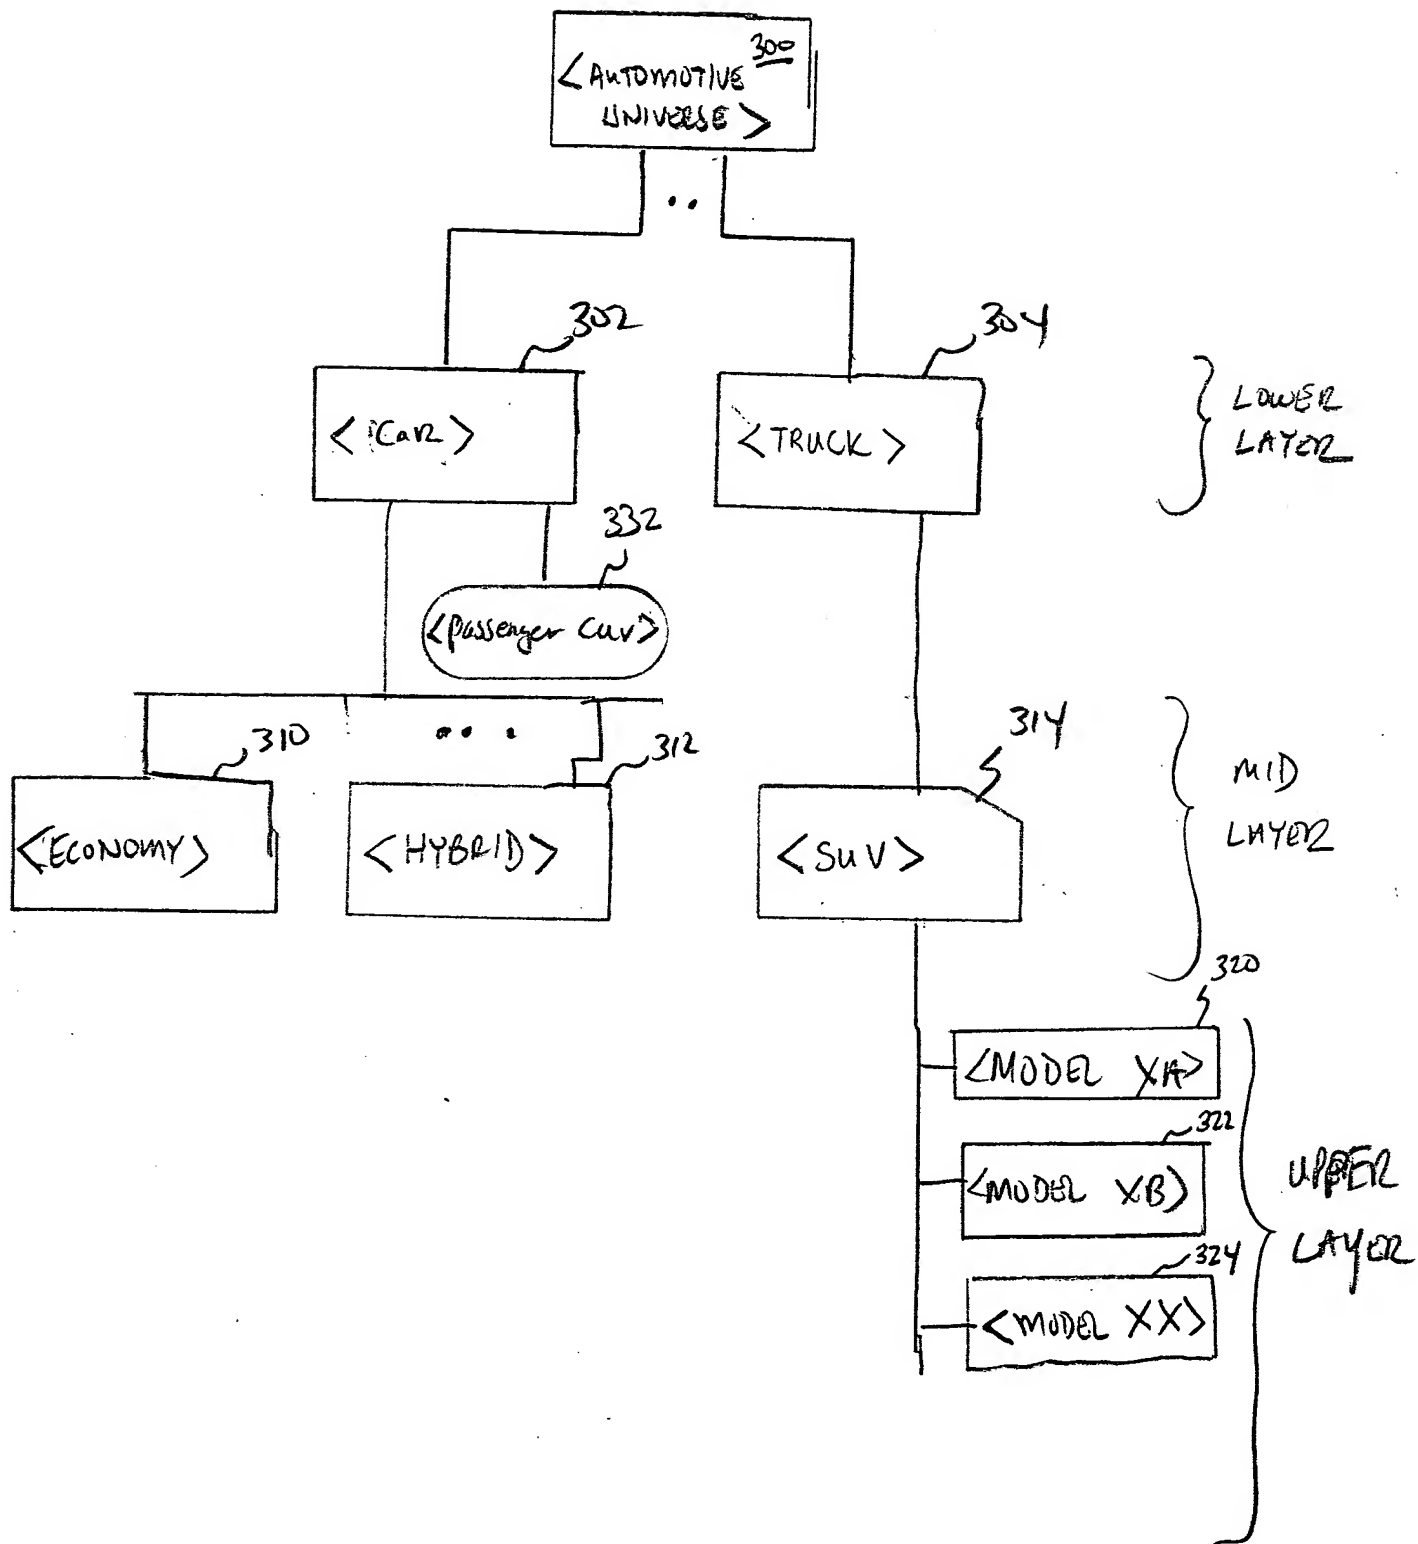 300
<AUTOMOTIVE
UNIVERSE>
302
304
<CAR>
<TRUCK>
LOWER
LAYER
332
<passenger car>
310
312
314
<ECONOMY>
<HYBRID>
<SUV>
MID
LAYER
320
<MODEL XA>
322
<MODEL XB>
324
<MODEL XX>
UPPER
LAYER